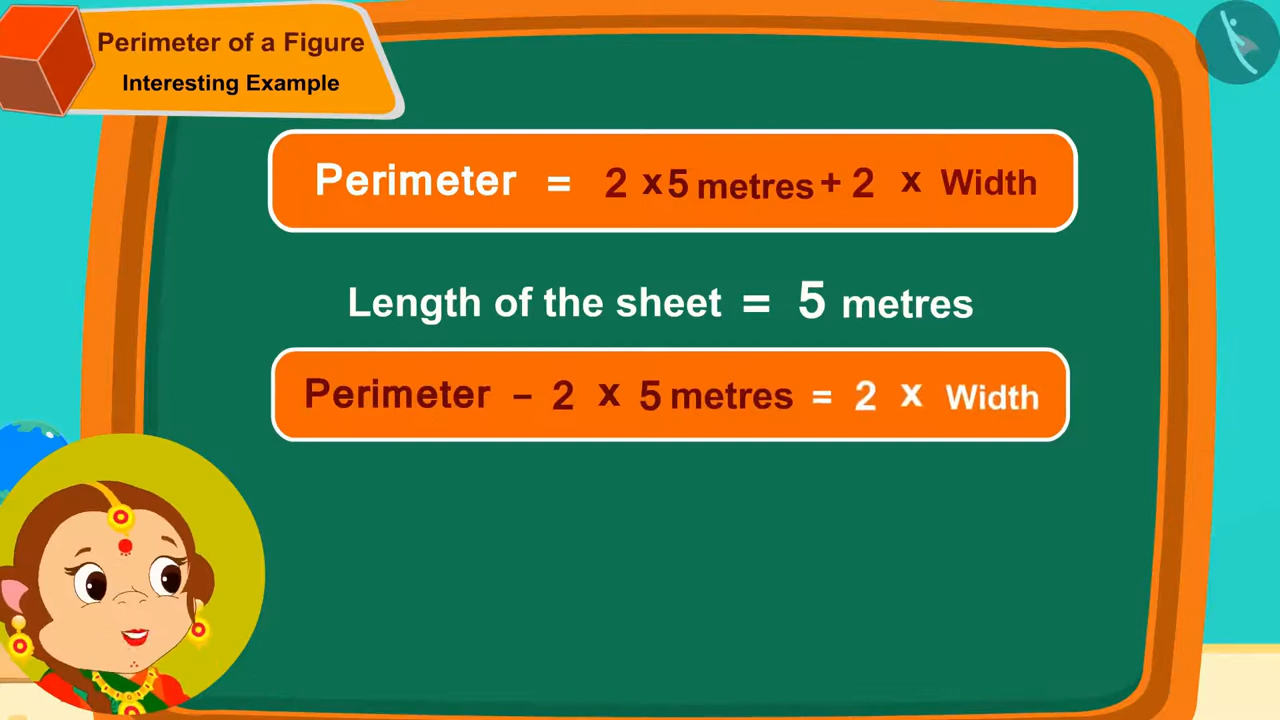 Perimeter of a Figure
Interesting Example
Perimeter = 2 x 5 metres + 2 x Width
Length of the sheet = 5 metres
Perimeter – 2 x 5 metres = 2 x Width